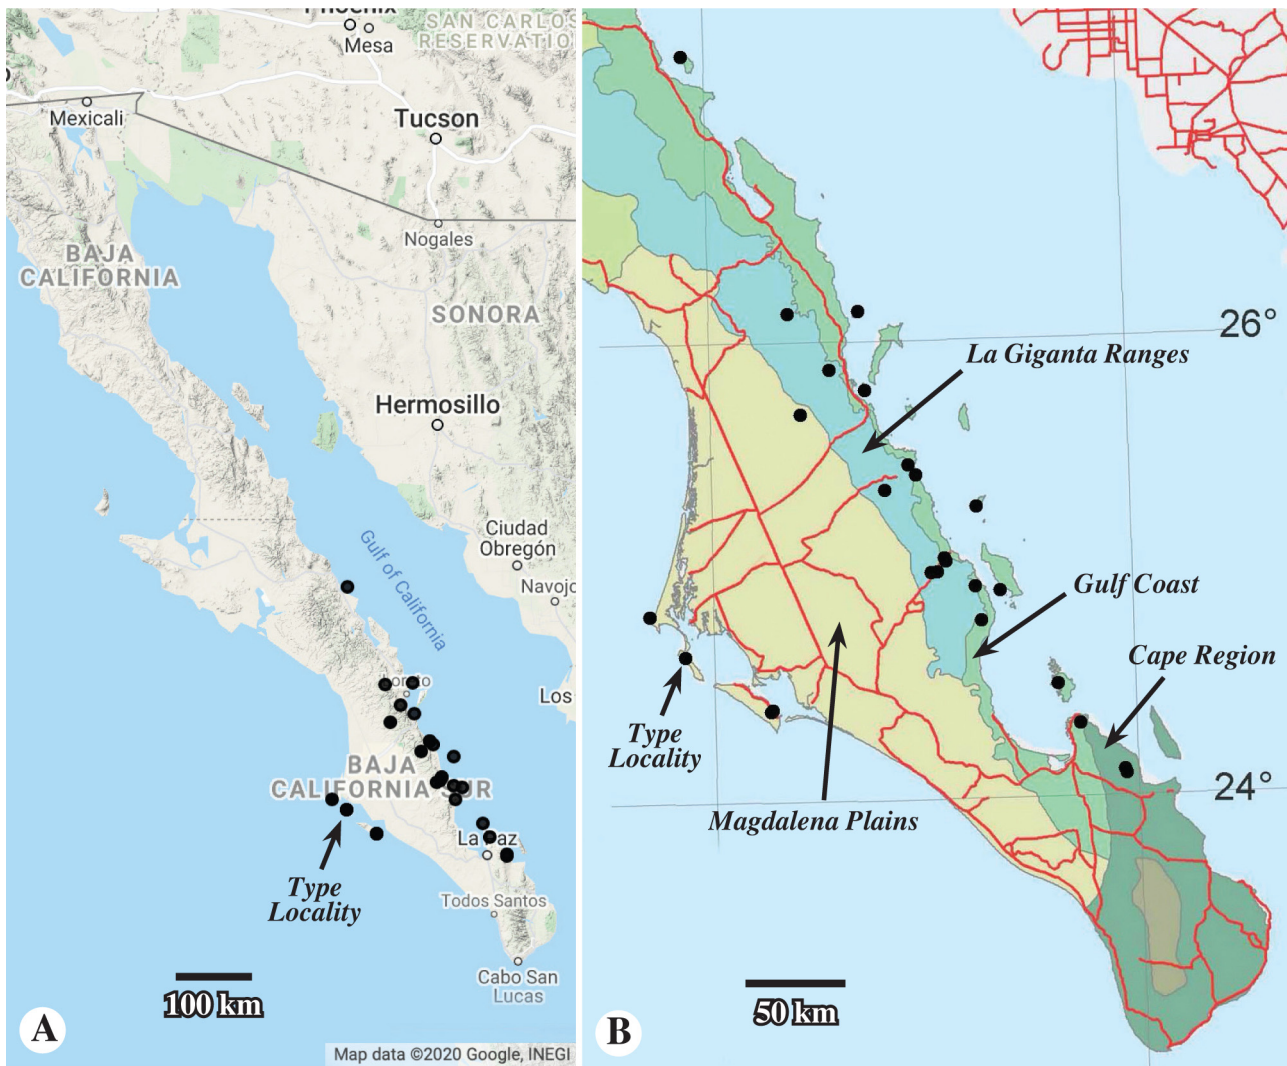 Phoenix
Mesa
SAN CARLOS
RESERVATIO
Mexicali
Tucson
Nogales
BAJA
CALIFORNIA
SONORA
Hermosillo
Ciudad
Obregón
Gulf of California
Navojo
Loreto
Los
BAJA
CALIFORNIA SUR
La Paz
Type
Locality
Todos Santos
Cabo San
Lucas
100 km
A
Map data ©2020 Google, INEGI
26°
La Giganta Ranges
Gulf Coast
Cape Region
Type
Locality
24°
Magdalena Plains
50 km
B